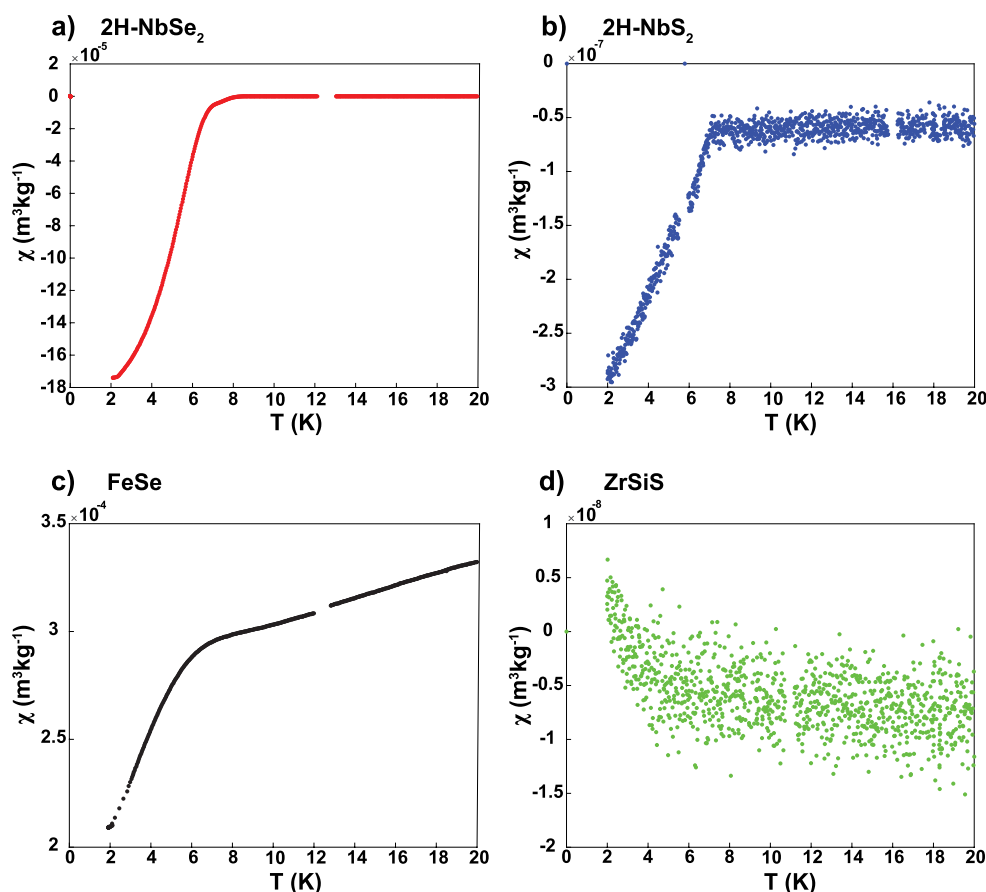 a) 2H-NbSe2
×10-5
2
0
-2
-4
-6
-8
-10
-12
-14
-16
-18
0 2 4 6 8 10 12 14 16 18 20
χ (m3kg-1)
T (K)
b) 2H-NbS2
×10-7
0
-0.5
-1
-1.5
-2
-2.5
-3
0 2 4 6 8 10 12 14 16 18 20
χ (m3kg-1)
T (K)
c) FeSe
×10-4
3.5
3
2.5
2
0 2 4 6 8 10 12 14 16 18 20
χ (m3kg-1)
T (K)
d) ZrSiS
×10-8
1
0.5
0
-0.5
-1
-1.5
-2
0 2 4 6 8 10 12 14 16 18 20
χ (m3kg-1)
T (K)